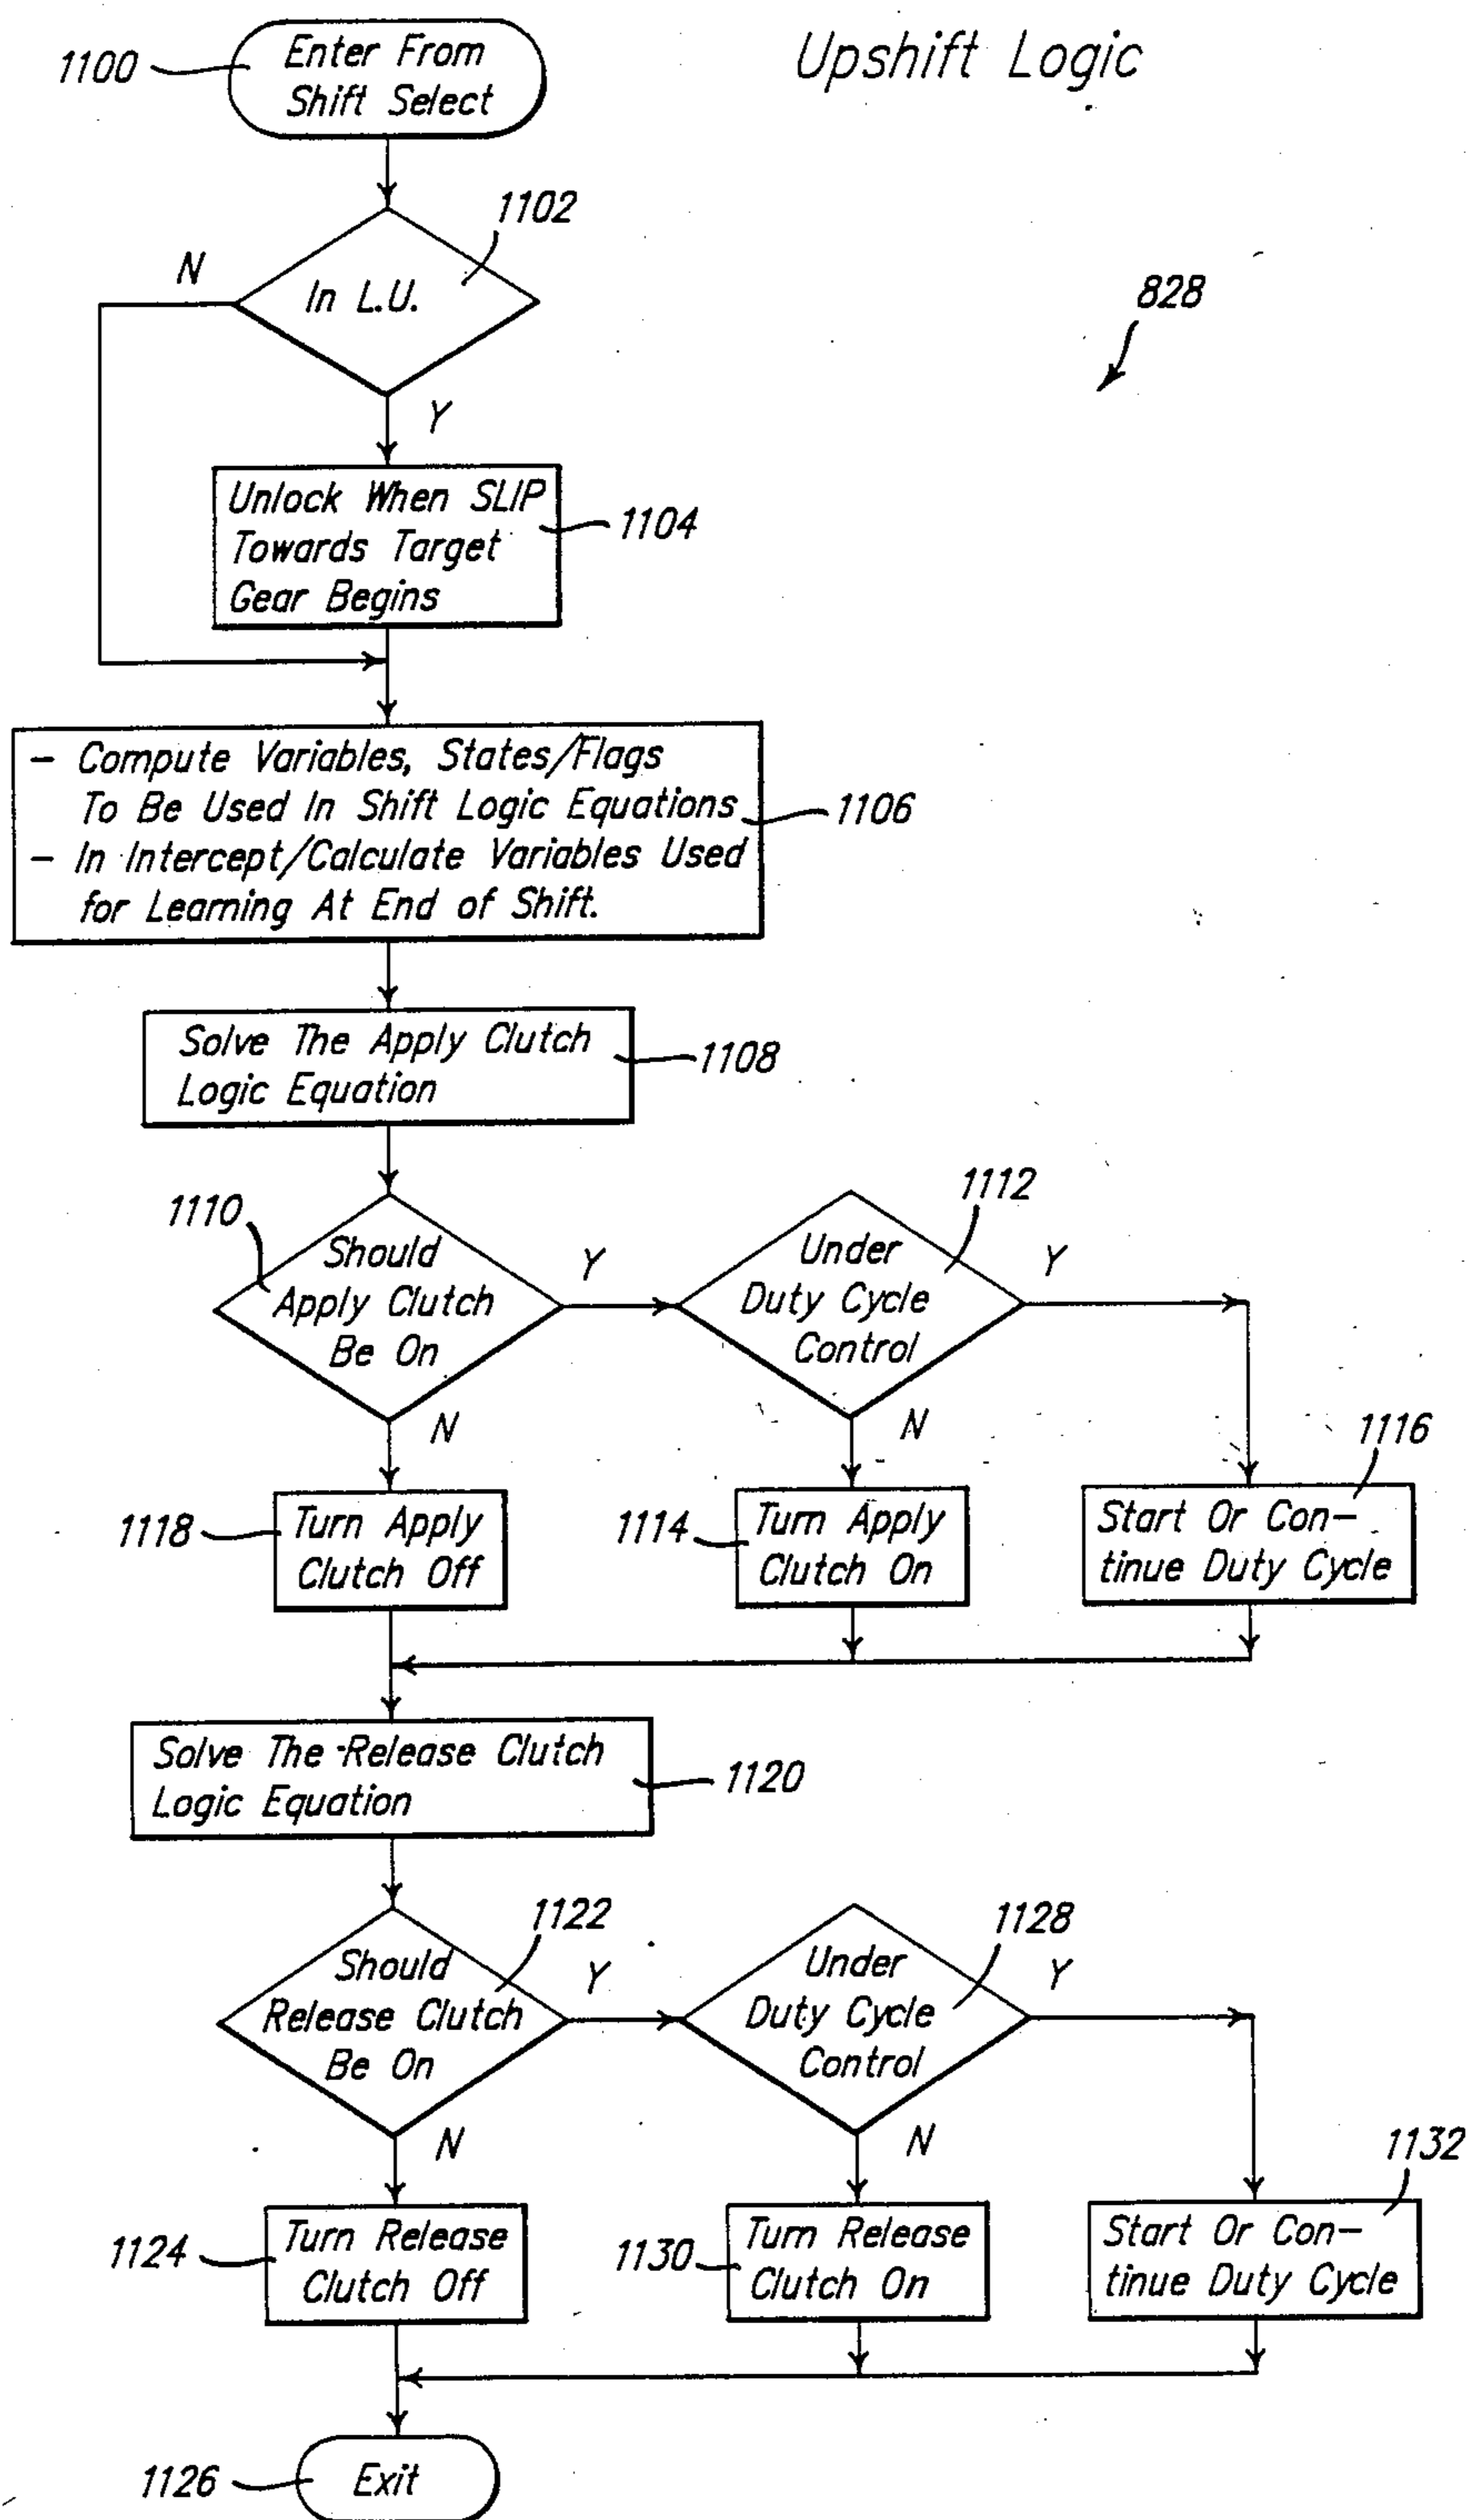 Upshift Logic
1100
Enter From
Shift Select
1102
N
In L.U.
828
Y
Unlock When SLIP
Towards Target
Gear Begins
1104
- Compute Variables, States/Flags
To Be Used In Shift Logic Equations
- In Intercept/Calculate Variables Used
for Learning At End of Shift.
1106
Solve The Apply Clutch
Logic Equation
1108
1110
Should
Apply Clutch
Be On
Y
N
1112
Under
Duty Cycle
Control
Y
N
1118
Turn Apply
Clutch Off
1114
Turn Apply
Clutch On
1116
Start Or Con-
tinue Duty Cycle
Solve The Release Clutch
Logic Equation
1120
1122
Should
Release Clutch
Be On
Y
N
1128
Under
Duty Cycle
Control
Y
N
1124
Turn Release
Clutch Off
1130
Turn Release
Clutch On
1132
Start Or Con-
tinue Duty Cycle
1126
Exit